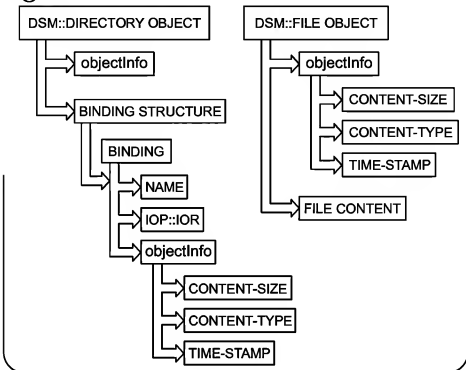 DSM::DIRECTORY OBJECT
objectInfo
BINDING STRUCTURE
BINDING
NAME
IOP::IOR
objectInfo
CONTENT-SIZE
CONTENT-TYPE
TIME-STAMP
DSM::FILE OBJECT
objectInfo
CONTENT-SIZE
CONTENT-TYPE
TIME-STAMP
FILE CONTENT